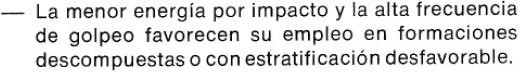 — La menor energía por impacto y la alta frecuencia
de golpeo favorecen su empleo en formaciones
descompuestas o con estratificación desfavorable.